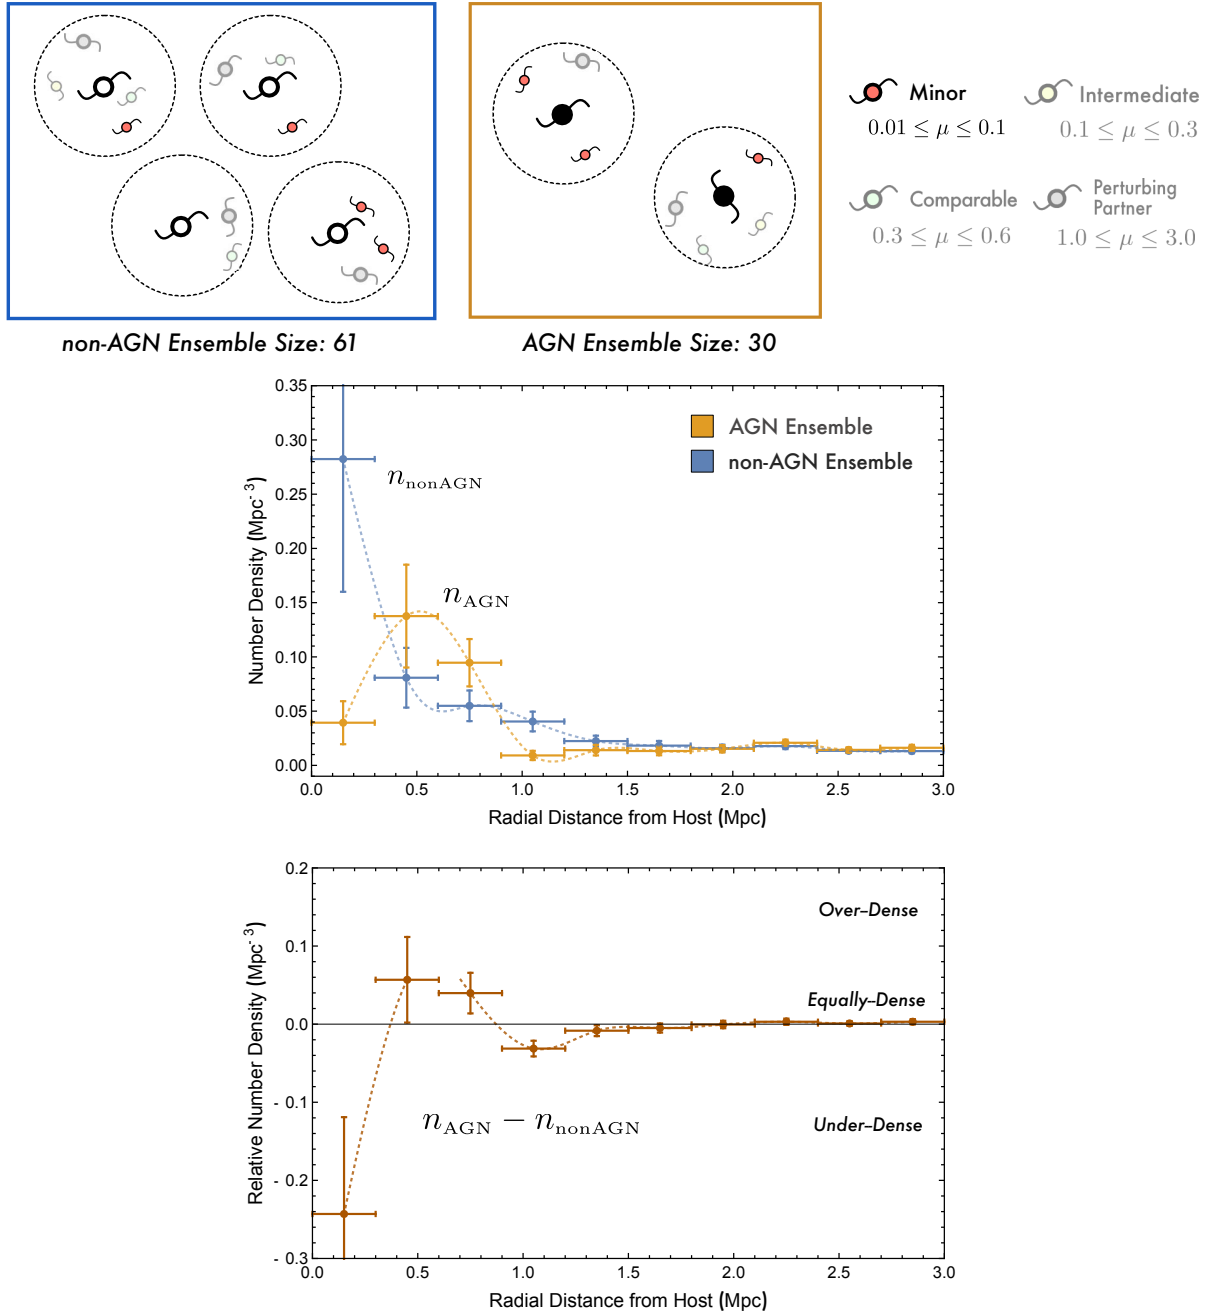 Minor
0.01 ≤ μ ≤ 0.1
Intermediate
0.1 ≤ μ ≤ 0.3
Comparable
0.3 ≤ μ ≤ 0.6
Perturbing
Partner
1.0 ≤ μ ≤ 3.0
non-AGN Ensemble Size: 61
AGN Ensemble Size: 30
Number Density (Mpc⁻³)
0.35
0.30
0.25
0.20
0.15
0.10
0.05
0.00
AGN Ensemble
non-AGN Ensemble
n_nonAGN
n_AGN
0.0 0.5 1.0 1.5 2.0 2.5 3.0
Radial Distance from Host (Mpc)
Relative Number Density (Mpc⁻³)
0.2
0.1
0.0
- 0.1
- 0.2
- 0.3
Over-Dense
Equally-Dense
Under-Dense
n_AGN − n_nonAGN
0.0 0.5 1.0 1.5 2.0 2.5 3.0
Radial Distance from Host (Mpc)